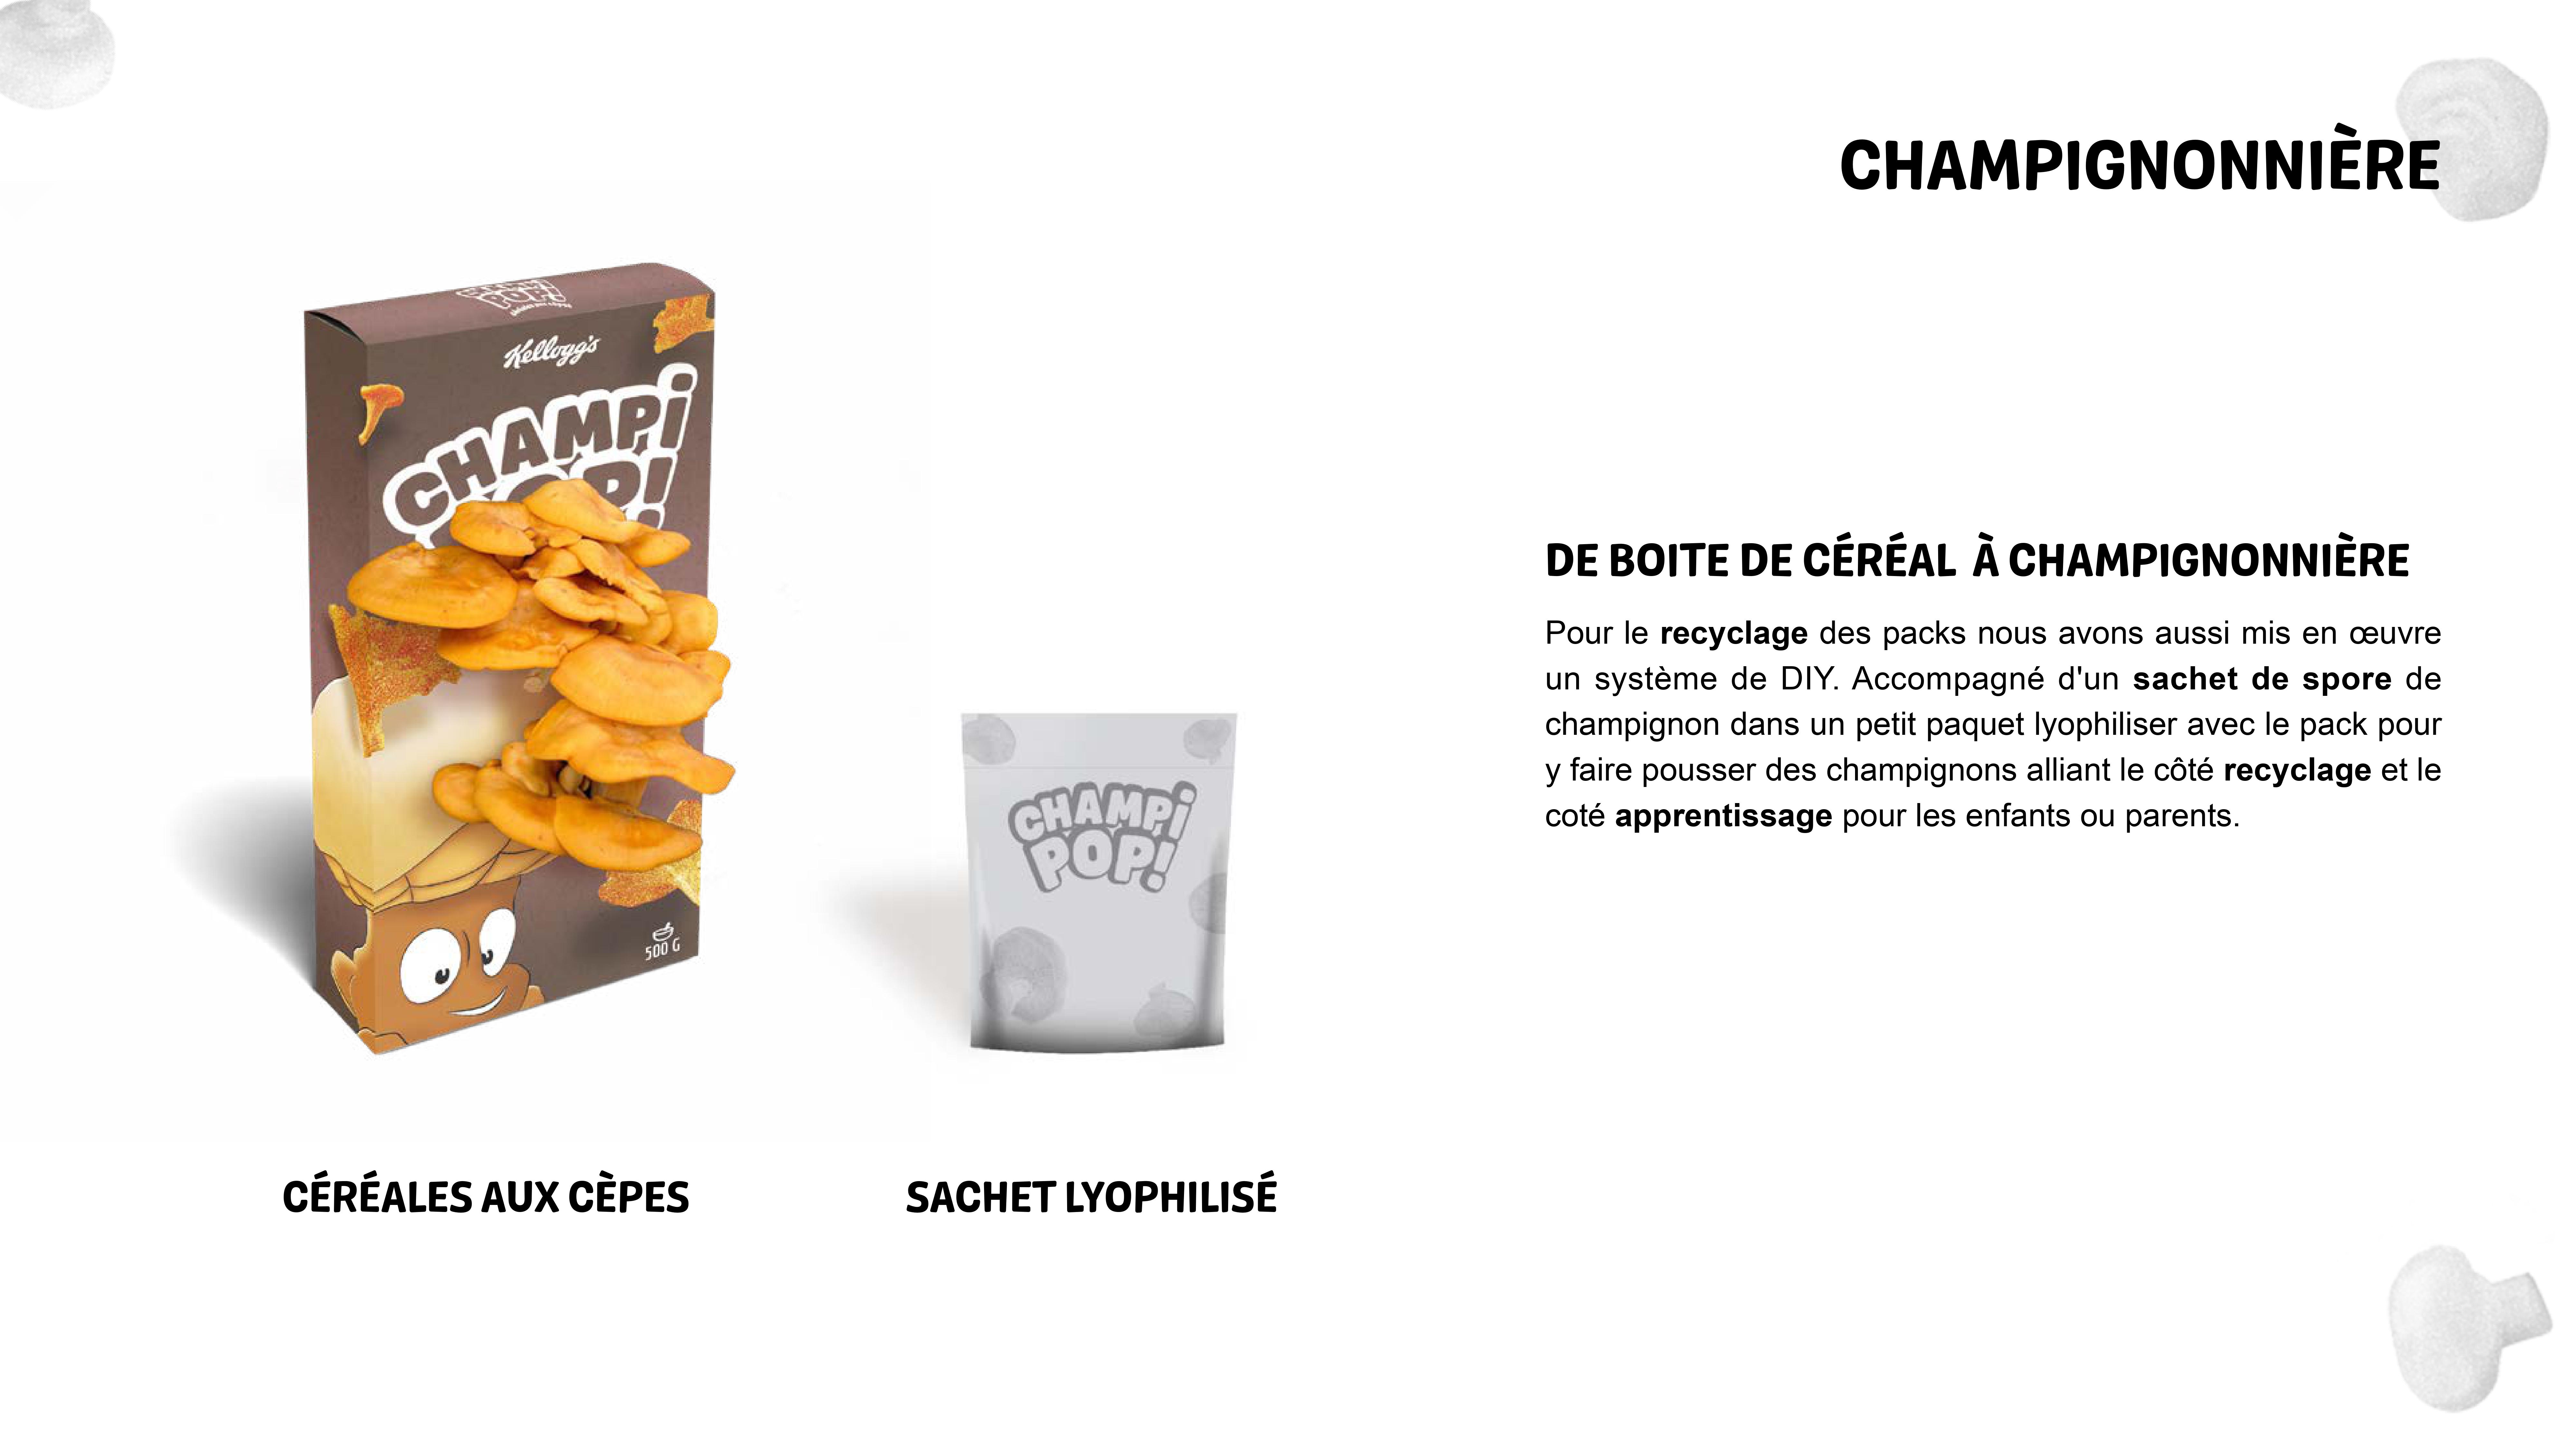 CHAMPIGNONNIÈRE
Kellogg's
CHAMPi
POP!
500 G
CHAMPi
POP!
CÉRÉALES AUX CÈPES
SACHET LYOPHILISÉ
DE BOITE DE CÉRÉAL À CHAMPIGNONNIÈRE
Pour le recyclage des packs nous avons aussi mis en œuvre
un système de DIY. Accompagné d'un sachet de spore de
champignon dans un petit paquet lyophiliser avec le pack pour
y faire pousser des champignons alliant le côté recyclage et le
coté apprentissage pour les enfants ou parents.